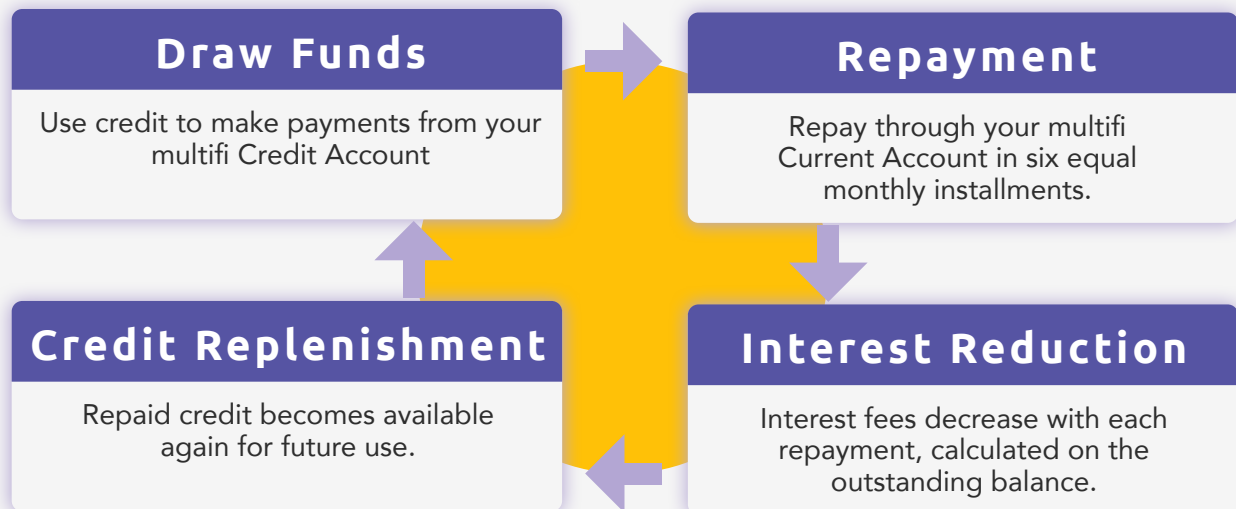 Draw Funds
Use credit to make payments from your
multifi Credit Account
Repayment
Repay through your multifi
Current Account in six equal
monthly installments.
Credit Replenishment
Repaid credit becomes available
again for future use.
Interest Reduction
Interest fees decrease with each
repayment, calculated on the
outstanding balance.